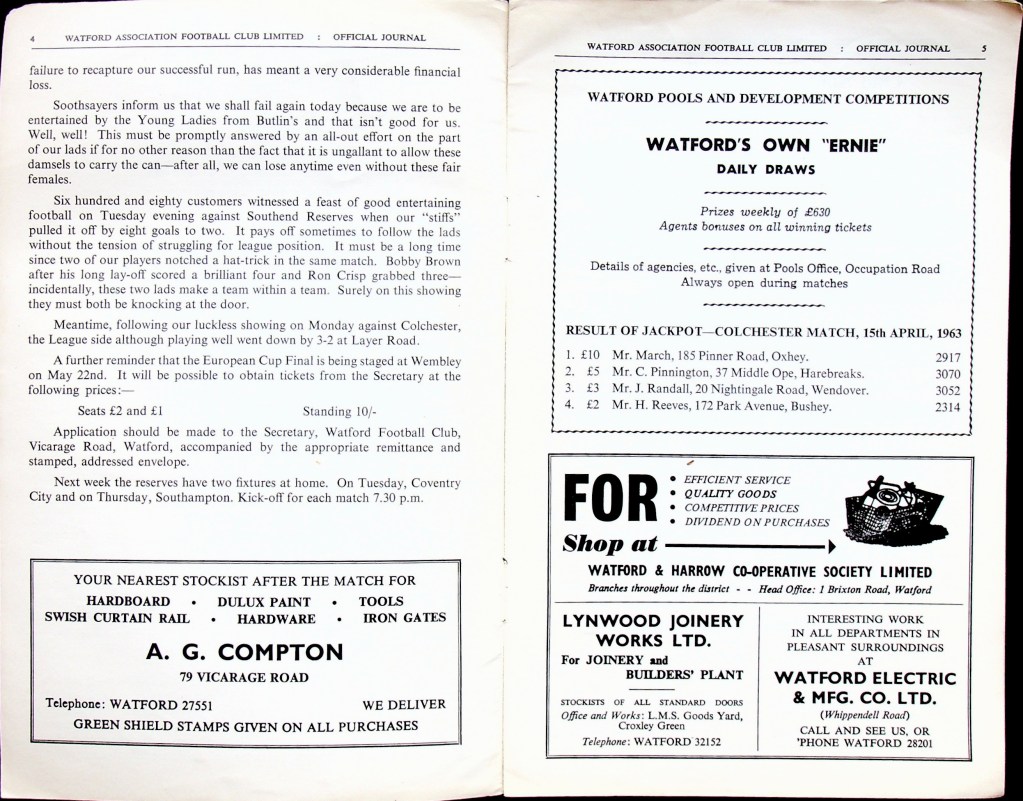 4 WATFORD ASSOCIATION FOOTBALL CLUB LIMITED : OFFICIAL JOURNAL
failure to recapture our successful run, has meant a very considerable financial
loss.
Soothsayers inform us that we shall fail again today because we are to be
entertained by the Young Ladies from Butlin's and that isn't good for us.
Well, well! This must be promptly answered by an all-out effort on the part
of our lads if for no other reason than the fact that it is ungallant to allow these
damsels to carry the can—after all, we can lose anytime even without these fair
females.
Six hundred and eighty customers witnessed a feast of good entertaining
football on Tuesday evening against Southend Reserves when our "stiffs"
pulled it off by eight goals to two. It pays off sometimes to follow the lads
without the tension of struggling for league position. It must be a long time
since two of our players notched a hat-trick in the same match. Bobby Brown
after his long lay-off scored a brilliant four and Ron Crisp grabbed three—
incidentally, these two lads make a team within a team. Surely on this showing
they must both be knocking at the door.
Meantime, following our luckless showing on Monday against Colchester,
the League side although playing well went down by 3-2 at Layer Road.
A further reminder that the European Cup Final is being staged at Wembley
on May 22nd. It will be possible to obtain tickets from the Secretary at the
following prices:—
Seats £2 and £1 Standing 10/-
Application should be made to the Secretary, Watford Football Club,
Vicarage Road, Watford, accompanied by the appropriate remittance and
stamped, addressed envelope.
Next week the reserves have two fixtures at home. On Tuesday, Coventry
City and on Thursday, Southampton. Kick-off for each match 7.30 p.m.
YOUR NEAREST STOCKIST AFTER THE MATCH FOR
HARDBOARD • DULUX PAINT • TOOLS
SWISH CURTAIN RAIL • HARDWARE • IRON GATES
A. G. COMPTON
79 VICARAGE ROAD
Telephone: WATFORD 27551 WE DELIVER
GREEN SHIELD STAMPS GIVEN ON ALL PURCHASES
WATFORD ASSOCIATION FOOTBALL CLUB LIMITED : OFFICIAL JOURNAL 5
WATFORD POOLS AND DEVELOPMENT COMPETITIONS
WATFORD'S OWN "ERNIE"
DAILY DRAWS
Prizes weekly of £630
Agents bonuses on all winning tickets
Details of agencies, etc., given at Pools Office, Occupation Road
Always open during matches
RESULT OF JACKPOT—COLCHESTER MATCH, 15th APRIL, 1963
1. £10 Mr. March, 185 Pinner Road, Oxhey. 2917
2. £5 Mr. C. Pinnington, 37 Middle Ope, Harebreaks. 3070
3. £3 Mr. J. Randall, 20 Nightingale Road, Wendover. 3052
4. £2 Mr. H. Reeves, 172 Park Avenue, Bushey. 2314
FOR
• EFFICIENT SERVICE
• QUALITY GOODS
• COMPETITIVE PRICES
• DIVIDEND ON PURCHASES
Shop at
WATFORD & HARROW CO-OPERATIVE SOCIETY LIMITED
Branches throughout the district - - Head Office: 1 Brixton Road, Watford
LYNWOOD JOINERY
WORKS LTD.
For JOINERY and
BUILDERS' PLANT
STOCKISTS OF ALL STANDARD DOORS
Office and Works: L.M.S. Goods Yard,
Croxley Green
Telephone: WATFORD 32152
INTERESTING WORK
IN ALL DEPARTMENTS IN
PLEASANT SURROUNDINGS
AT
WATFORD ELECTRIC
& MFG. CO. LTD.
(Whippendell Road)
CALL AND SEE US, OR
'PHONE WATFORD 28201